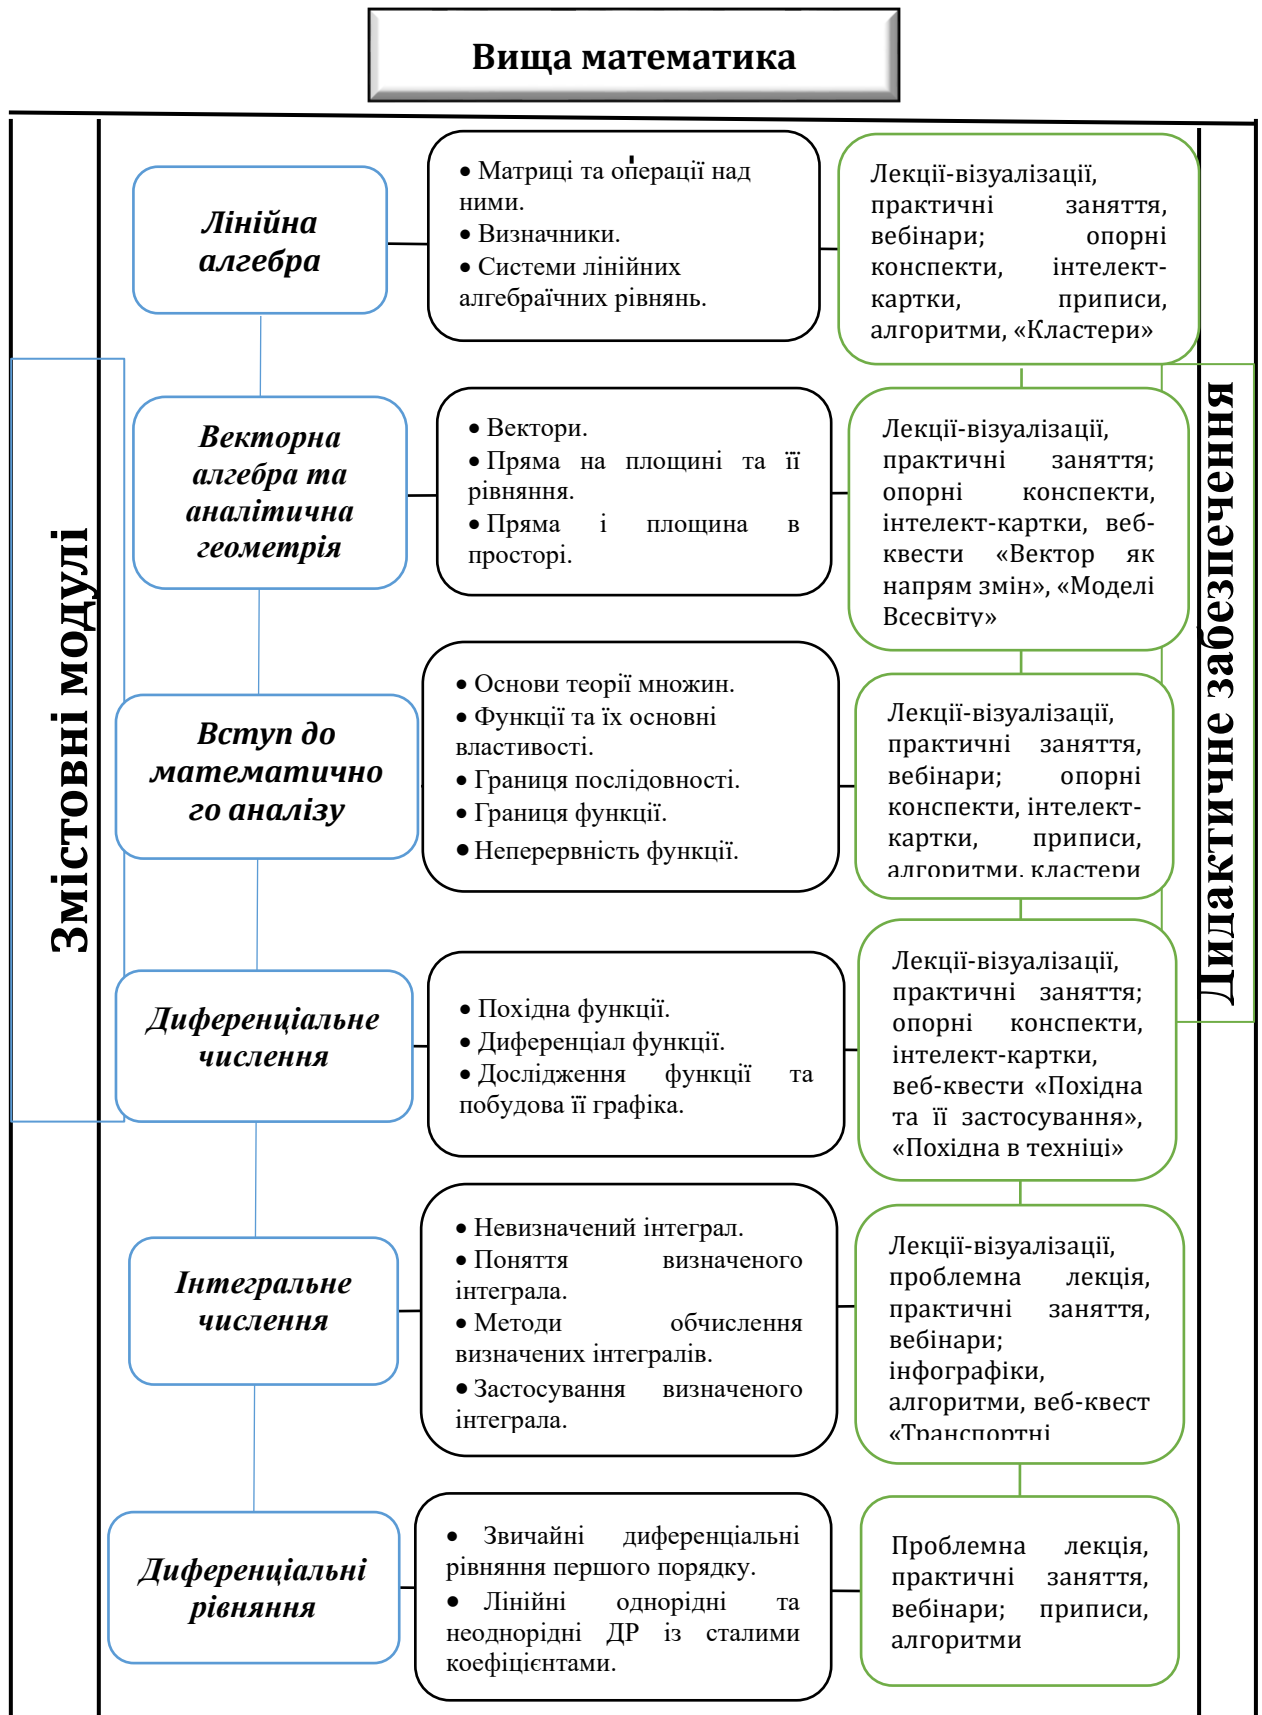 Вища математика
Змістовні модулі
Лінійна
алгебра
• Матриці та операції над
ними.
• Визначники.
• Системи лінійних
алгебраїчних рівнянь.
Лекції-візуалізації,
практичні заняття,
вебінари; опорні
конспекти, інтелект-
картки, приписи,
алгоритми, «Кластери»
Векторна
алгебра та
аналітична
геометрія
• Вектори.
• Пряма на площині та її
рівняння.
• Пряма і площина в
просторі.
Лекції-візуалізації,
практичні заняття;
опорні конспекти,
інтелект-картки, веб-
квести «Вектор як
напрям змін», «Моделі
Всесвіту»
Вступ до
математично
го аналізу
• Основи теорії множин.
• Функції та їх основні
властивості.
• Границя послідовності.
• Границя функції.
• Неперервність функції.
Лекції-візуалізації,
практичні заняття,
вебінари; опорні
конспекти, інтелект-
картки, приписи,
алгоритми, кластери
Диференціальне
числення
• Похідна функції.
• Диференціал функції.
• Дослідження функції та
побудова її графіка.
Лекції-візуалізації,
практичні заняття;
опорні конспекти,
інтелект-картки,
веб-квести «Похідна
та її застосування»,
«Похідна в техніці»
Інтегральне
числення
• Невизначений інтеграл.
• Поняття визначеного
інтеграла.
• Методи обчислення
визначених інтегралів.
• Застосування визначеного
інтеграла.
Лекції-візуалізації,
проблемна лекція,
практичні заняття,
вебінари;
інфографіки,
алгоритми, веб-квест
«Транспортні
Диференціальні
рівняння
• Звичайні диференціальні
рівняння першого порядку.
• Лінійні однорідні та
неоднорідні ДР із сталими
коефіцієнтами.
Проблемна лекція,
практичні заняття,
вебінари; приписи,
алгоритми
Дидактичне забезпечення